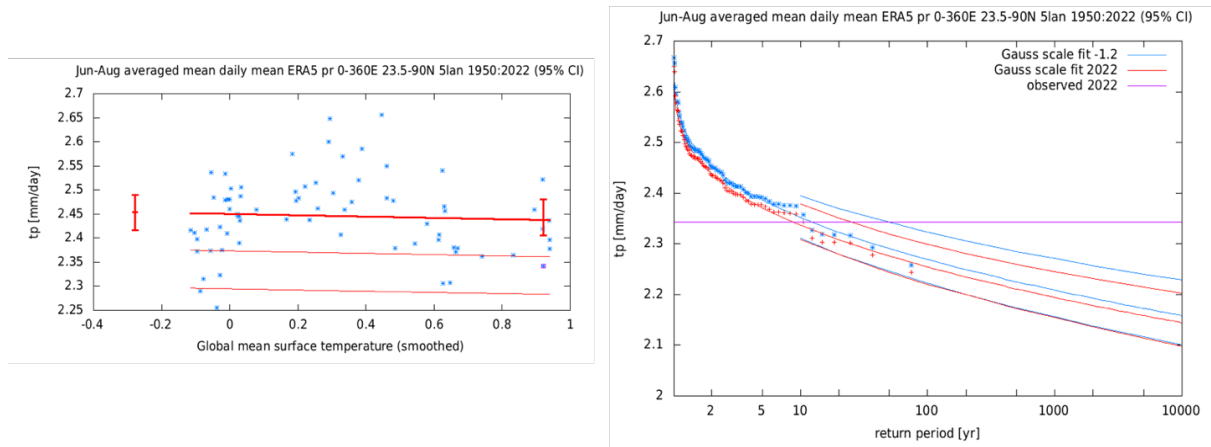 Jun-Aug averaged mean daily mean ERA5 pr 0-360E 23.5-90N 5lan 1950:2022 (95% CI)
2.7
2.65
2.6
2.55
2.5
2.45
2.4
2.35
2.3
2.25
tp [mm/day]
-0.4 -0.2 0 0.2 0.4 0.6 0.8 1
Global mean surface temperature (smoothed)
Jun-Aug averaged mean daily mean ERA5 pr 0-360E 23.5-90N 5lan 1950:2022 (95% CI)
Gauss scale fit -1.2
Gauss scale fit 2022
observed 2022
2.7
2.6
2.5
2.4
2.3
2.2
2.1
2
tp [mm/day]
2 5 10 100 1000 10000
return period [yr]